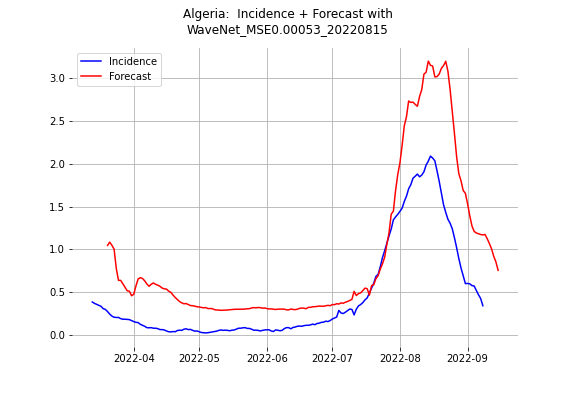 Algeria:  Incidence + Forecast with
WaveNet_MSE0.00053_20220815
Incidence
Forecast
3.0
2.5
2.0
1.5
1.0
0.5
0.0
2022-04 2022-05 2022-06 2022-07 2022-08 2022-09